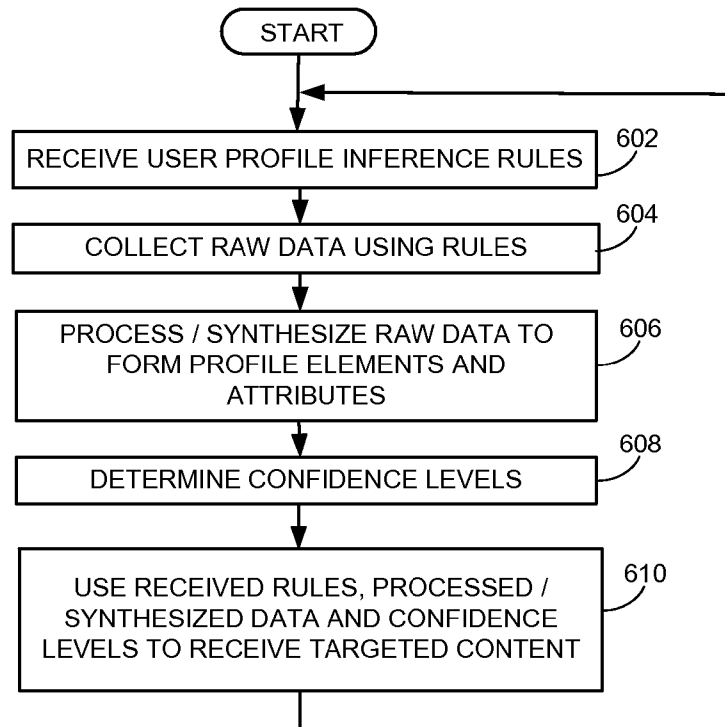 START
RECEIVE USER PROFILE INFERENCE RULES
602
COLLECT RAW DATA USING RULES
604
PROCESS / SYNTHESIZE RAW DATA TO
FORM PROFILE ELEMENTS AND
ATTRIBUTES
606
DETERMINE CONFIDENCE LEVELS
608
USE RECEIVED RULES, PROCESSED /
SYNTHESIZED DATA AND CONFIDENCE
LEVELS TO RECEIVE TARGETED CONTENT
610